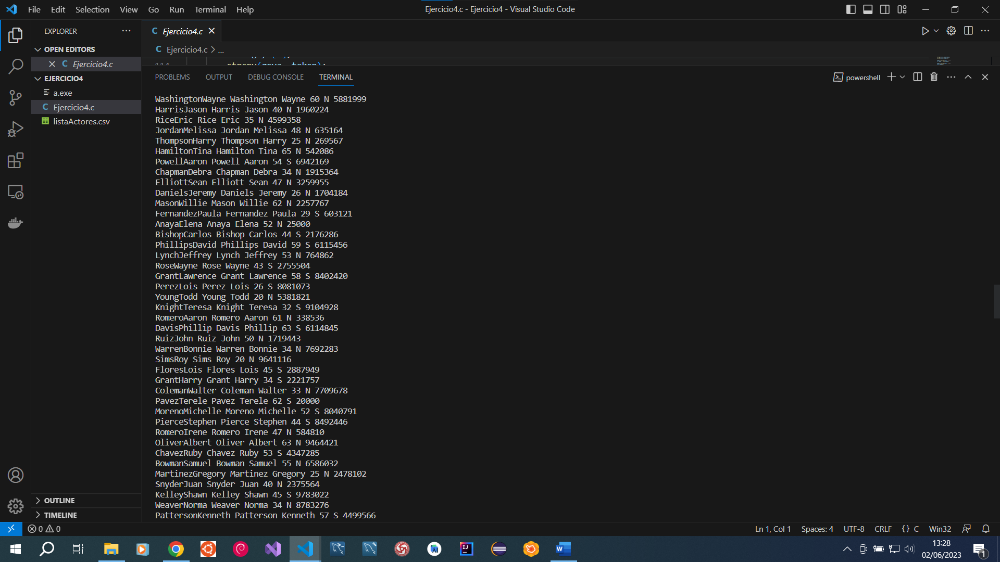 File Edit Selection View Go Run Terminal Help
Ejercicio4.c - Ejercicio4 - Visual Studio Code
EXPLORER
OPEN EDITORS
C Ejercicio4.c
EJERCICIO4
a.exe
C Ejercicio4.c
listaActores.csv
OUTLINE
TIMELINE
C Ejercicio4.c
C Ejercicio4.c > ...
114 strcpy(goya, token);
PROBLEMS OUTPUT DEBUG CONSOLE TERMINAL
powershell
WashingtonWayne Washington Wayne 60 N 5881999
HarrisJason Harris Jason 40 N 1960224
RiceEric Rice Eric 35 N 4599358
JordanMelissa Jordan Melissa 48 N 635164
ThompsonHarry Thompson Harry 25 N 269567
HamiltonTina Hamilton Tina 65 N 542086
PowellAaron Powell Aaron 54 S 6942169
ChapmanDebra Chapman Debra 34 N 1915364
ElliottSean Elliott Sean 47 N 3259955
DanielsJeremy Daniels Jeremy 26 N 1704184
MasonWillie Mason Willie 62 N 2257767
FernandezPaula Fernandez Paula 29 S 603121
AnayaElena Anaya Elena 52 N 25000
BishopCarlos Bishop Carlos 44 S 2176286
PhillipsDavid Phillips David 59 S 6115456
LynchJeffrey Lynch Jeffrey 53 N 764862
RoseWayne Rose Wayne 43 S 2755504
GrantLawrence Grant Lawrence 58 S 8402420
PerezLois Perez Lois 26 S 8081073
YoungTodd Young Todd 20 N 5381821
KnightTeresa Knight Teresa 32 S 9104928
RomeroAaron Romero Aaron 61 N 338536
DavisPhillip Davis Phillip 63 S 6114845
RuizJohn Ruiz John 50 N 1719443
WarrenBonnie Warren Bonnie 34 N 7692283
SimsRoy Sims Roy 20 N 9641116
FloresLois Flores Lois 45 S 2887949
GrantHarry Grant Harry 34 S 2221757
ColemanWalter Coleman Walter 33 N 7709678
PavezTerele Pavez Terele 62 S 20000
MorenoMichelle Moreno Michelle 52 S 8040791
PierceStephen Pierce Stephen 44 S 8492446
RomeroIrene Romero Irene 47 N 584810
OliverAlbert Oliver Albert 63 N 9464421
ChavezRuby Chavez Ruby 53 S 4347285
BowmanSamuel Bowman Samuel 55 N 6586032
MartinezGregory Martinez Gregory 25 N 2478102
SnyderJuan Snyder Juan 40 N 2375564
KelleyShawn Kelley Shawn 45 S 9783022
WeaverNorma Weaver Norma 34 N 8783276
PattersonKenneth Patterson Kenneth 57 S 4499566
0 0
Ln 1, Col 1 Spaces: 4 UTF-8 CRLF {} C Win32
13:28
02/06/2023
1